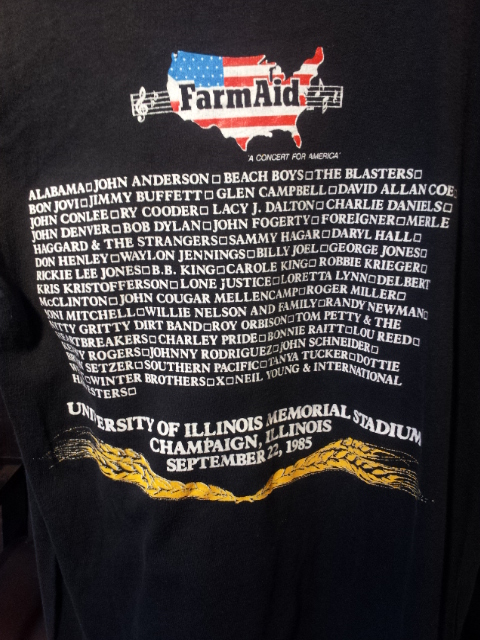 FarmAid
'A CONCERT FOR AMERICA'
ALABAMA□JOHN ANDERSON□BEACH BOYS□THE BLASTERS□
BON JOVI□JIMMY BUFFETT□GLEN CAMPBELL□DAVID ALLAN COE□
JOHN CONLEE□RY COODER□LACY J. DALTON□CHARLIE DANIELS□
JOHN DENVER□BOB DYLAN□JOHN FOGERTY□FOREIGNER□MERLE
HAGGARD & THE STRANGERS□SAMMY HAGAR□DARYL HALL□
DON HENLEY□WAYLON JENNINGS□BILLY JOEL□GEORGE JONES□
RICKIE LEE JONES□B.B. KING□CAROLE KING□ROBBIE KRIEGER□
KRIS KRISTOFFERSON□LONE JUSTICE□LORETTA LYNN□DELBERT
McCLINTON□JOHN COUGAR MELLENCAMP□ROGER MILLER□
JONI MITCHELL□WILLIE NELSON AND FAMILY□RANDY NEWMAN□
NITTY GRITTY DIRT BAND□ROY ORBISON□TOM PETTY & THE
HEARTBREAKERS□CHARLEY PRIDE□BONNIE RAITT□LOU REED□
ROGERS□JOHNNY RODRIGUEZ□JOHN SCHNEIDER□
SETZER□SOUTHERN PACIFIC□TANYA TUCKER□DOTTIE
WINTER BROTHERS□X□NEIL YOUNG & INTERNATIONAL
UNIVERSITY OF ILLINOIS MEMORIAL STADIUM
CHAMPAIGN, ILLINOIS
SEPTEMBER 22, 1985